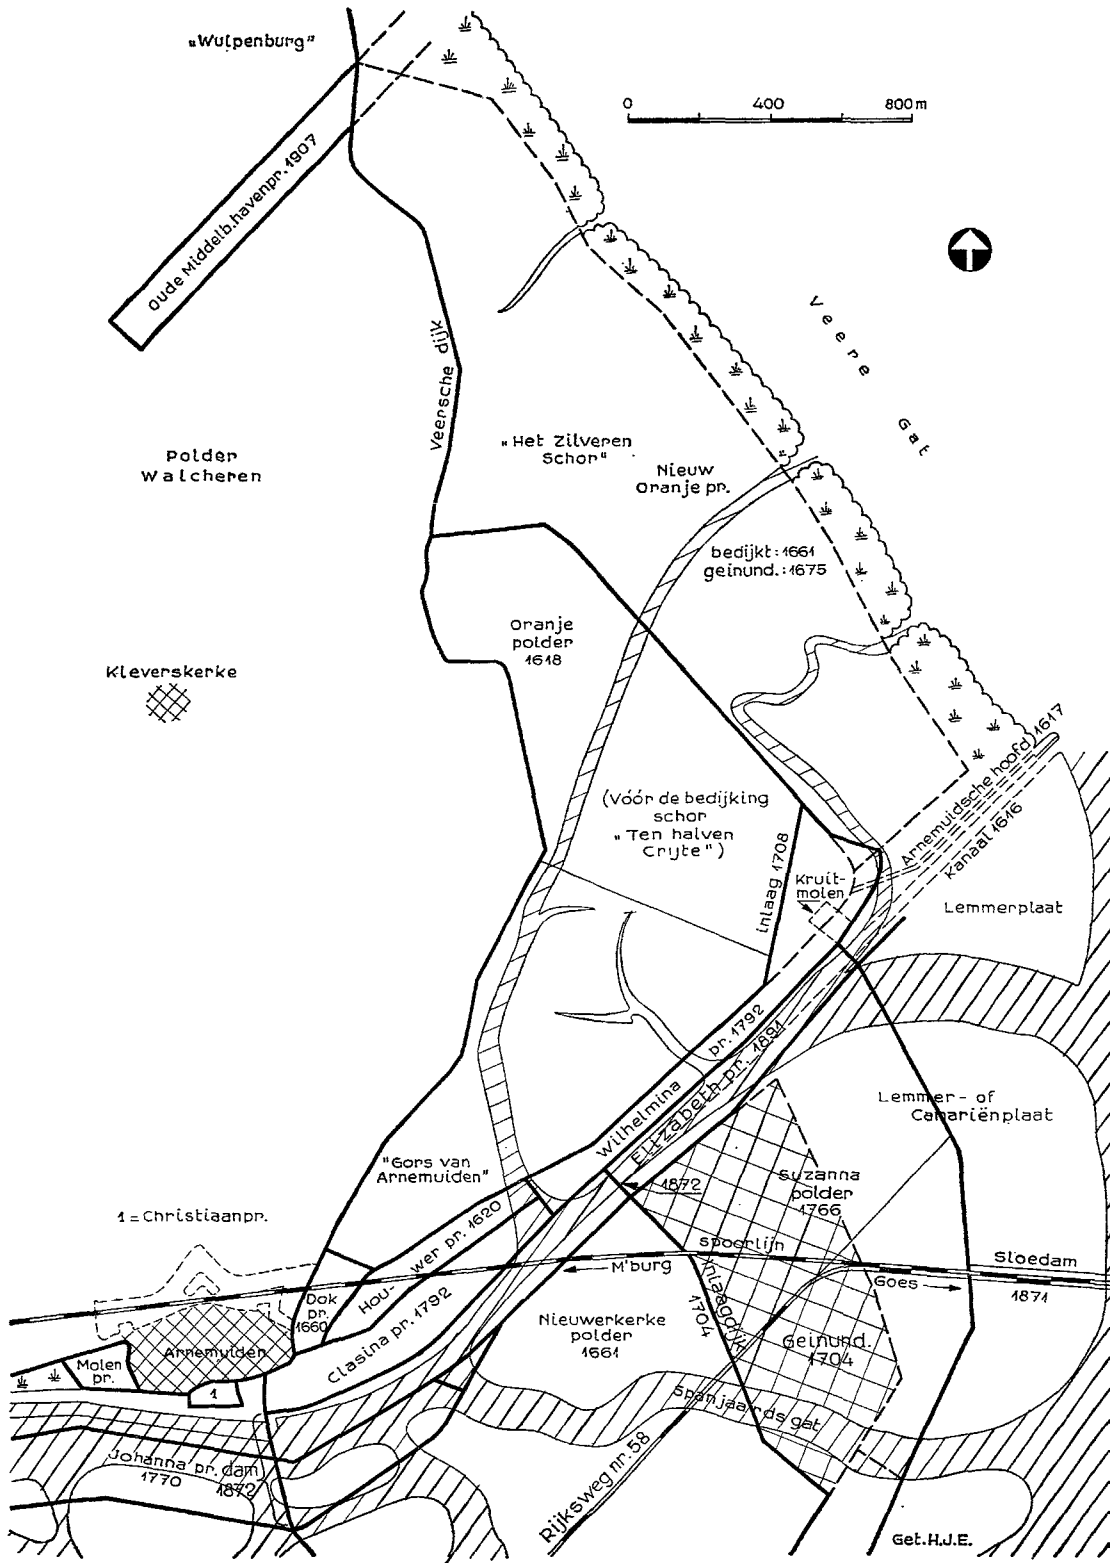 "Wulpenburg"
0 400 800m
Oude Middelb.havenpr. 1907
Veere Gat
Veersche dijk
Polder
Walcheren
"Het Zilveren
Schor"
Nieuw
Oranje pr.
bedijkt: 1661
geinund.: 1675
Oranje
polder
1618
Kleverskerke
(Vóór de bedijking
schor
"Ten halven
Crijte")
Inlaag 1708
Kruit-
molen
Arnemuidsche hoofd 1617
Kanaal 1616
Lemmerplaat
Wilhelmina pr. 1792
Elizabeth pr. 1891
Lemmer- of
Canariënplaat
"Gors van
Arnemuiden"
1872
Suzanna
polder
1766
1 = Christiaanpr.
Hou- wer pr. 1620
spoorlijn
Sloedam
M'burg
Goes
1871
Dok
pr.
1660
Clasina pr. 1792
Nieuwerkerke
polder
1661
Inlaagdijk
1704
Geinund.
1704
Arnemuiden
Molen
pr.
1
Spanjaards gat
Johanna pr. dam
1770 1872
Rijksweg nr. 58
Get. H.J.E.